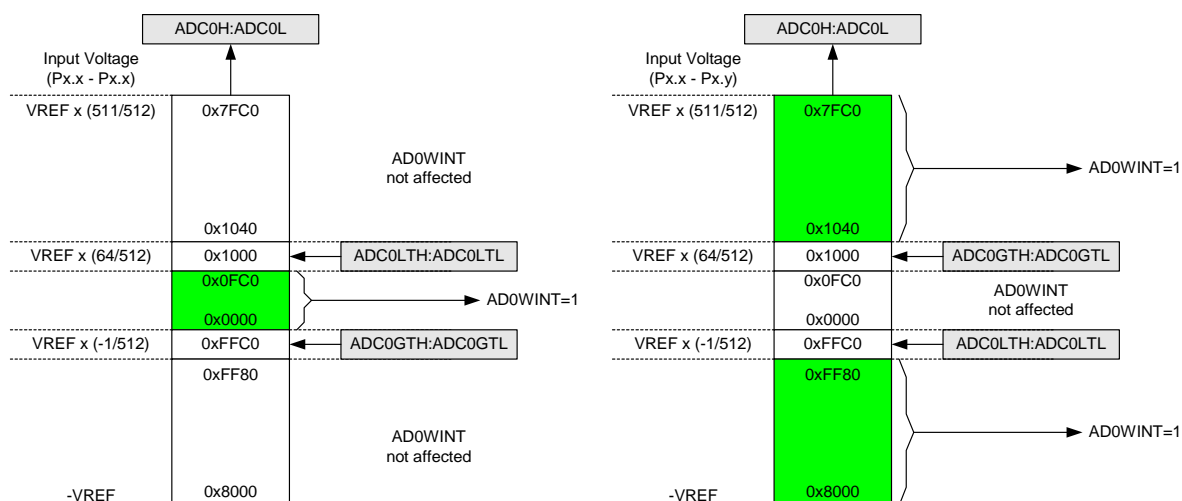 ADC0H:ADC0L
Input Voltage
(Px.x - Px.x)
VREF x (511/512)
0x7FC0
AD0WINT
not affected
0x1040
VREF x (64/512)
0x1000
ADC0LTH:ADC0LTL
0x0FC0
AD0WINT=1
0x0000
VREF x (-1/512)
0xFFC0
ADC0GTH:ADC0GTL
0xFF80
AD0WINT
not affected
-VREF
0x8000
ADC0H:ADC0L
Input Voltage
(Px.x - Px.y)
VREF x (511/512)
0x7FC0
AD0WINT=1
0x1040
VREF x (64/512)
0x1000
ADC0GTH:ADC0GTL
0x0FC0
AD0WINT
not affected
0x0000
VREF x (-1/512)
0xFFC0
ADC0LTH:ADC0LTL
0xFF80
AD0WINT=1
-VREF
0x8000